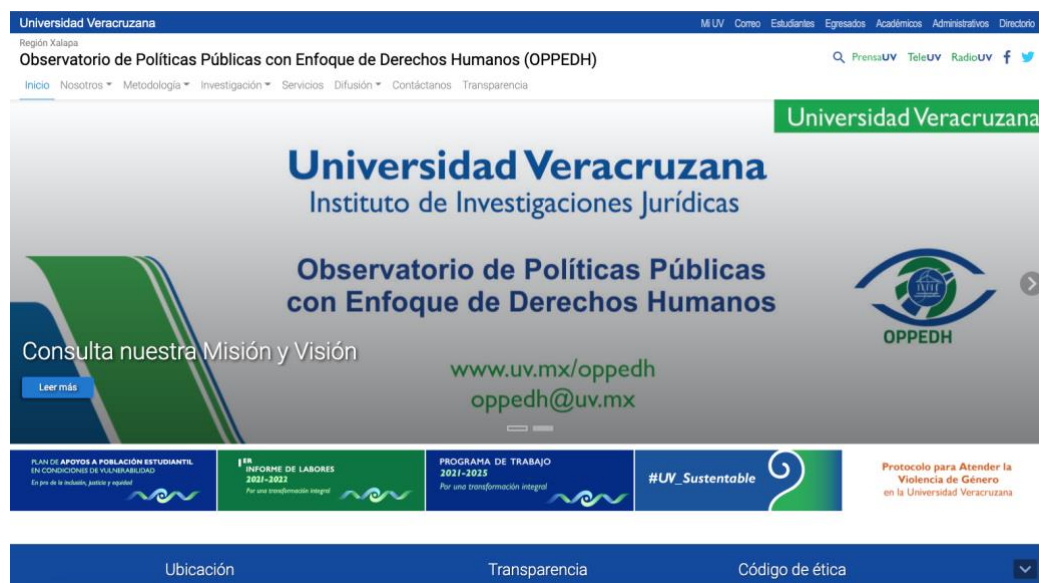 Universidad Veracruzana
Mi UV Correo Estudiantes Egresados Académicos Administrativos Directorio
Región Xalapa
Observatorio de Políticas Públicas con Enfoque de Derechos Humanos (OPPEDH)
PrensaUV TeleUV RadioUV
Inicio Nosotros Metodología Investigación Servicios Difusión Contáctanos Transparencia
Universidad Veracruzana
Universidad Veracruzana
Instituto de Investigaciones Jurídicas
Observatorio de Políticas Públicas
con Enfoque de Derechos Humanos
OPPEDH
Consulta nuestra Misión y Visión
Leer más
www.uv.mx/oppedh
oppedh@uv.mx
PLAN DE APOYOS A POBLACIÓN ESTUDIANTIL
EN CONDICIONES DE VULNERABILIDAD
En pro de la inclusión, justicia y equidad
1ER
INFORME DE LABORES
2021-2022
Por una transformación integral
PROGRAMA DE TRABAJO
2021-2025
Por una transformación integral
#UV_Sustentable
Protocolo para Atender la
Violencia de Género
en la Universidad Veracruzana
Ubicación
Transparencia
Código de ética